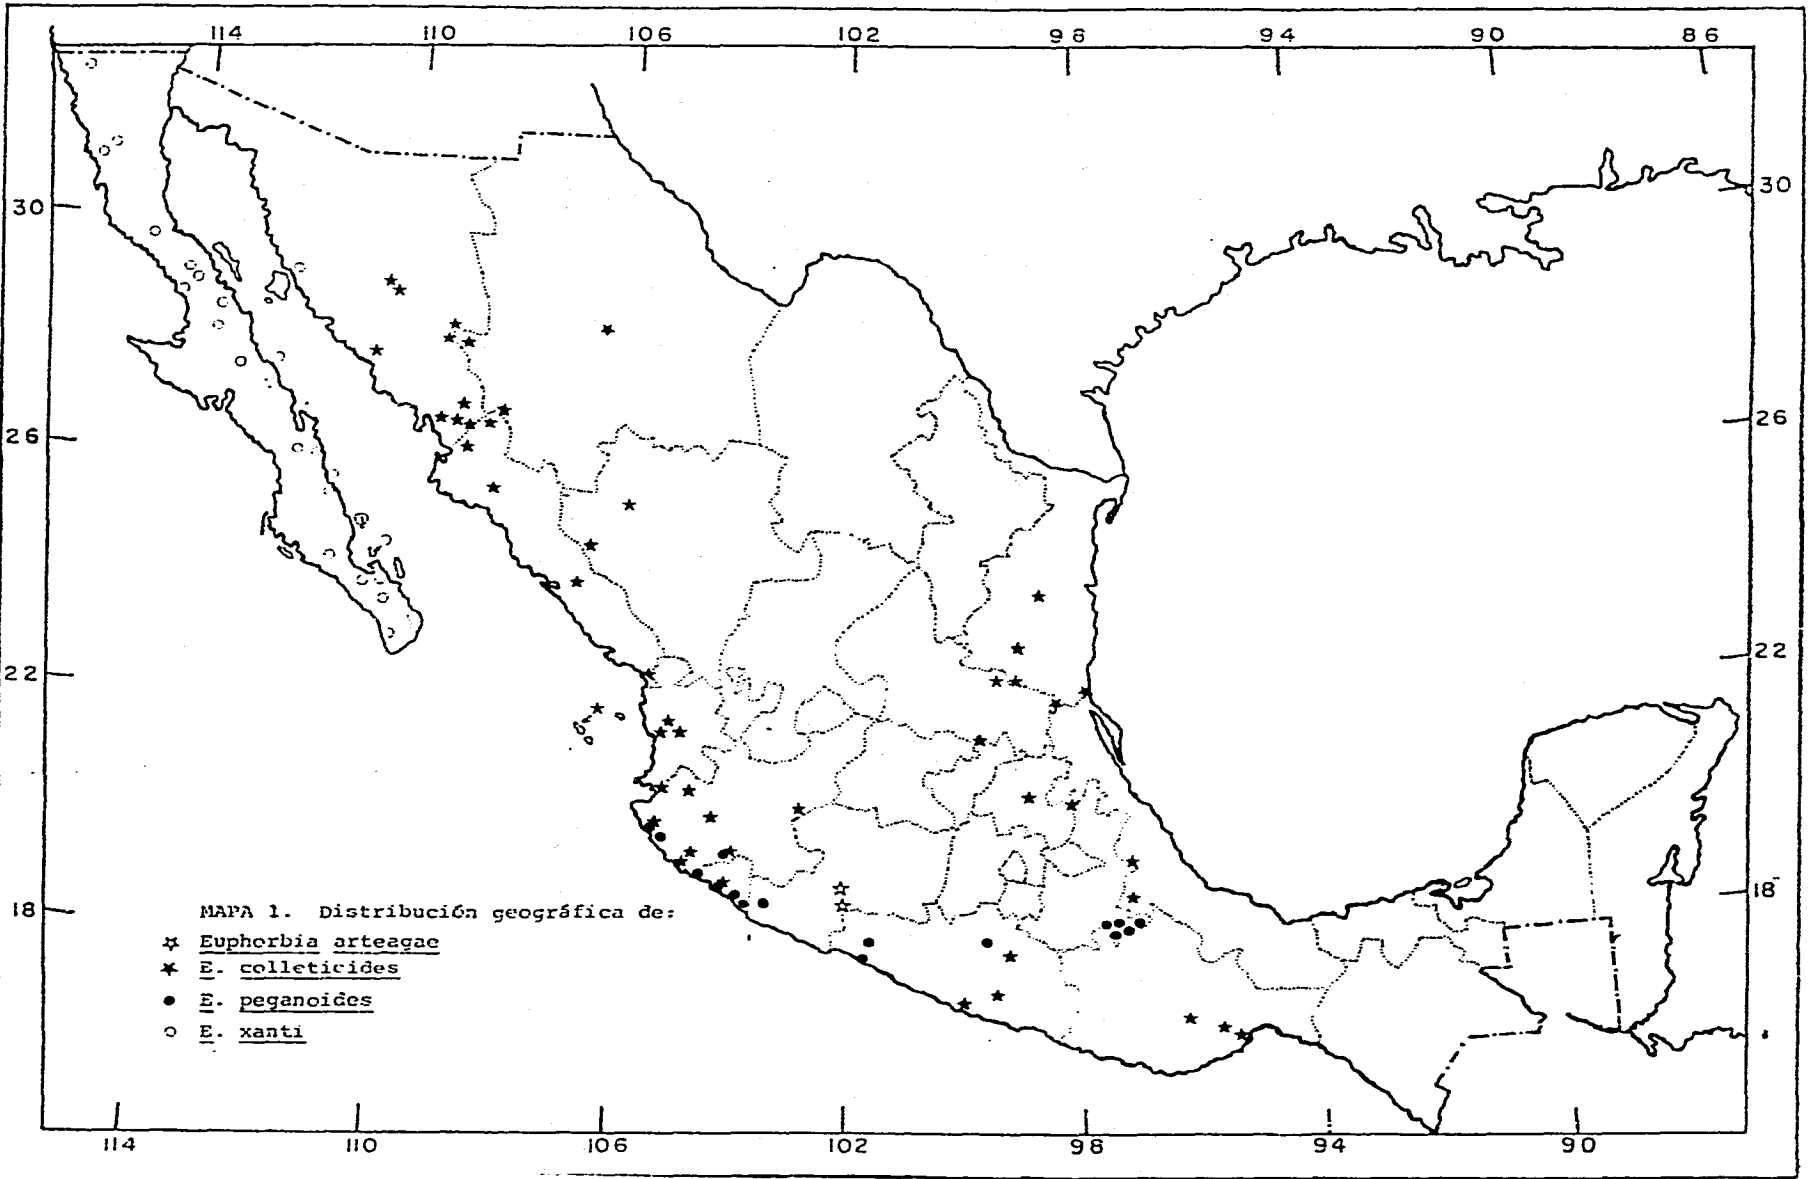 114 110 106 102 98 94 90 86
30 30
26 26
22 22
18 18
MAPA 1. Distribución geográfica de:
Euphorbia arteagae
E. colleticides
E. peganoides
E. xanti
114 110 106 102 98 94 90